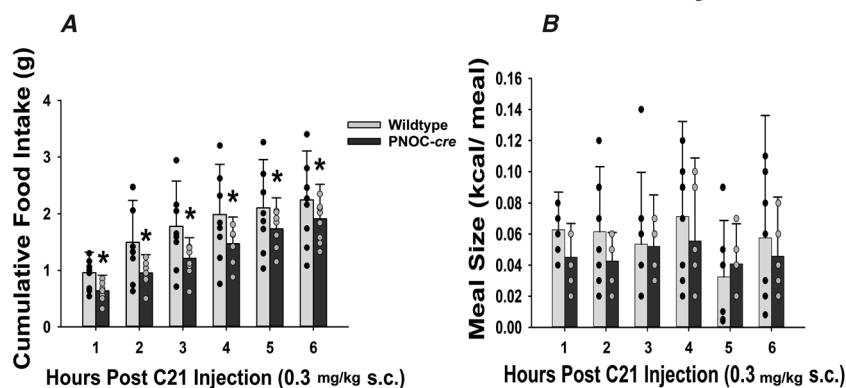 A
B
Cumulative Food Intake (g)
4
3
2
1
0
* * * * * *
Wildtype
PNOC-cre
1 2 3 4 5 6
Hours Post C21 Injection (0.3 mg/kg s.c.)
Meal Size (kcal/ meal)
0.16
0.14
0.12
0.10
0.08
0.06
0.04
0.02
0.00
1 2 3 4 5 6
Hours Post C21 Injection (0.3 mg/kg s.c.)